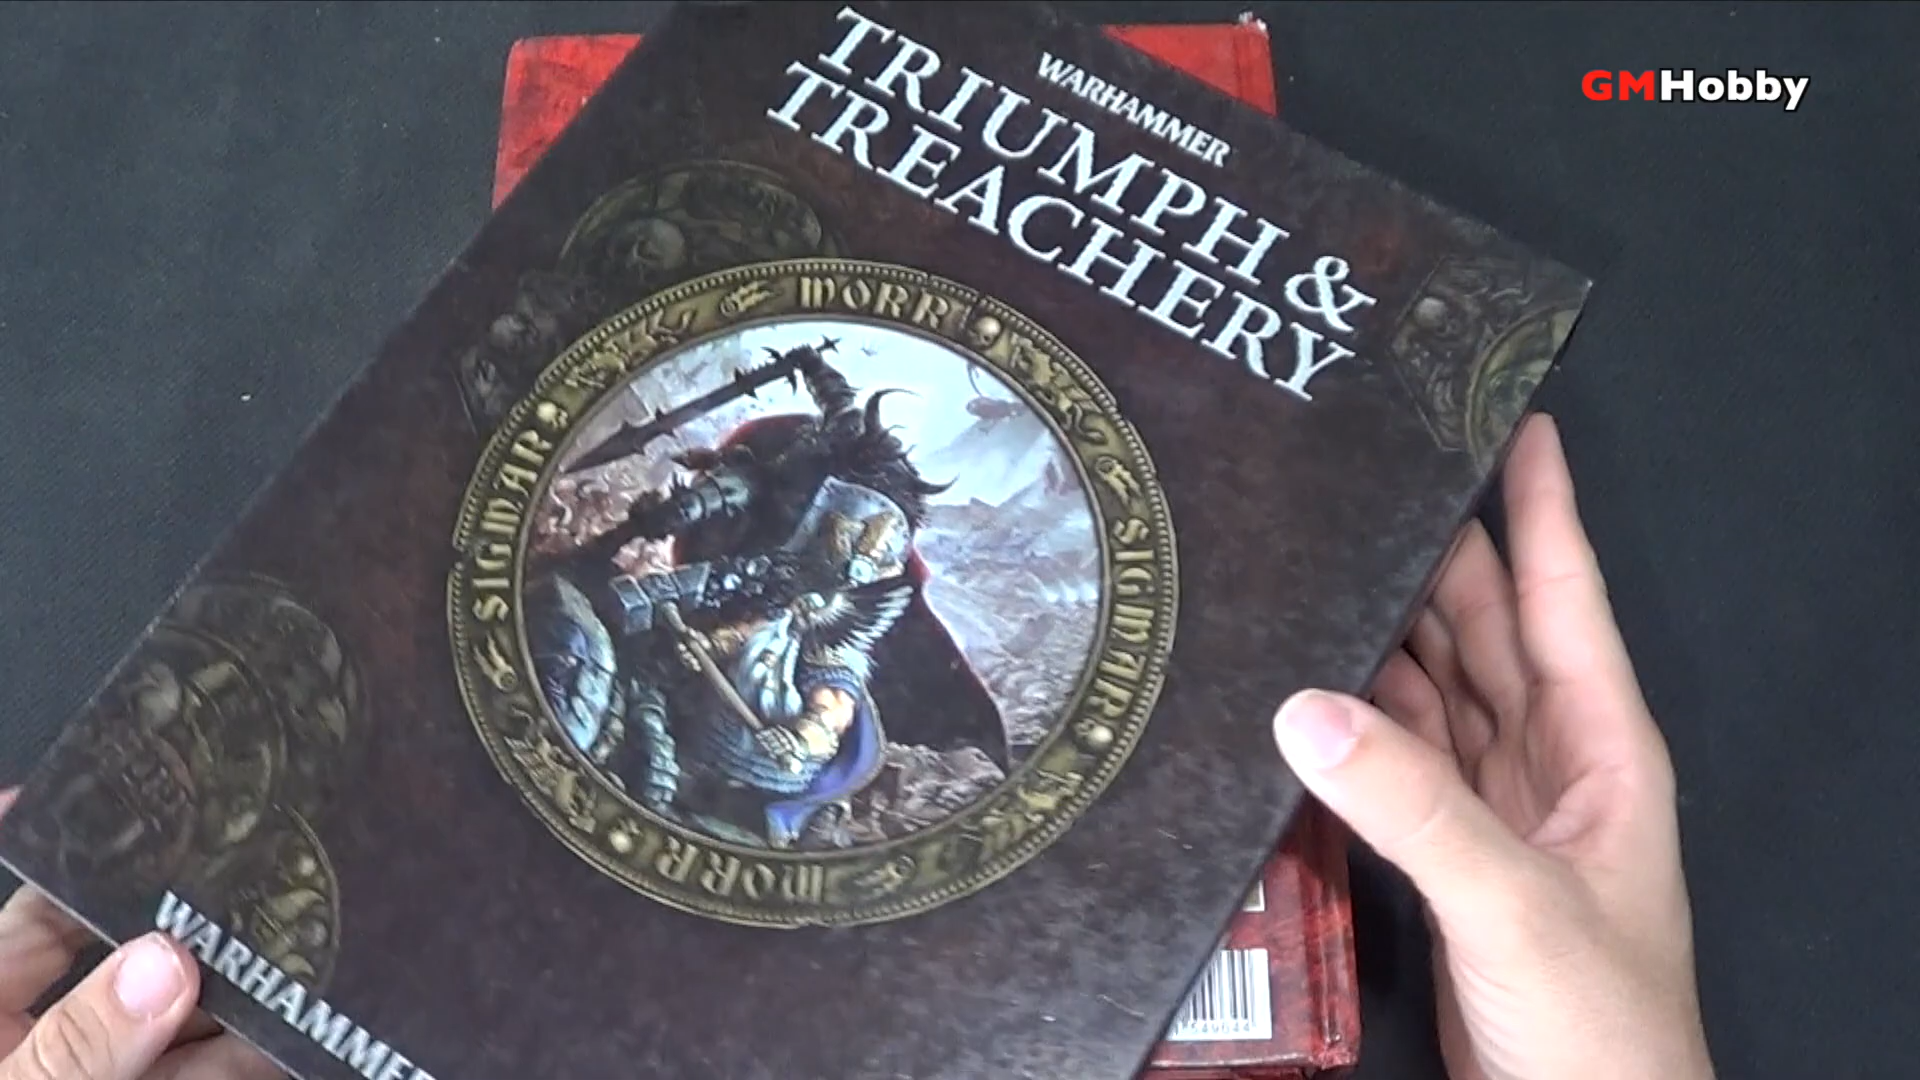 GMHobby
WARHAMMER
TRIUMPH &
TREACHERY
MORR
SIGMAR
SIGMAR
MORR
WARHAMMER